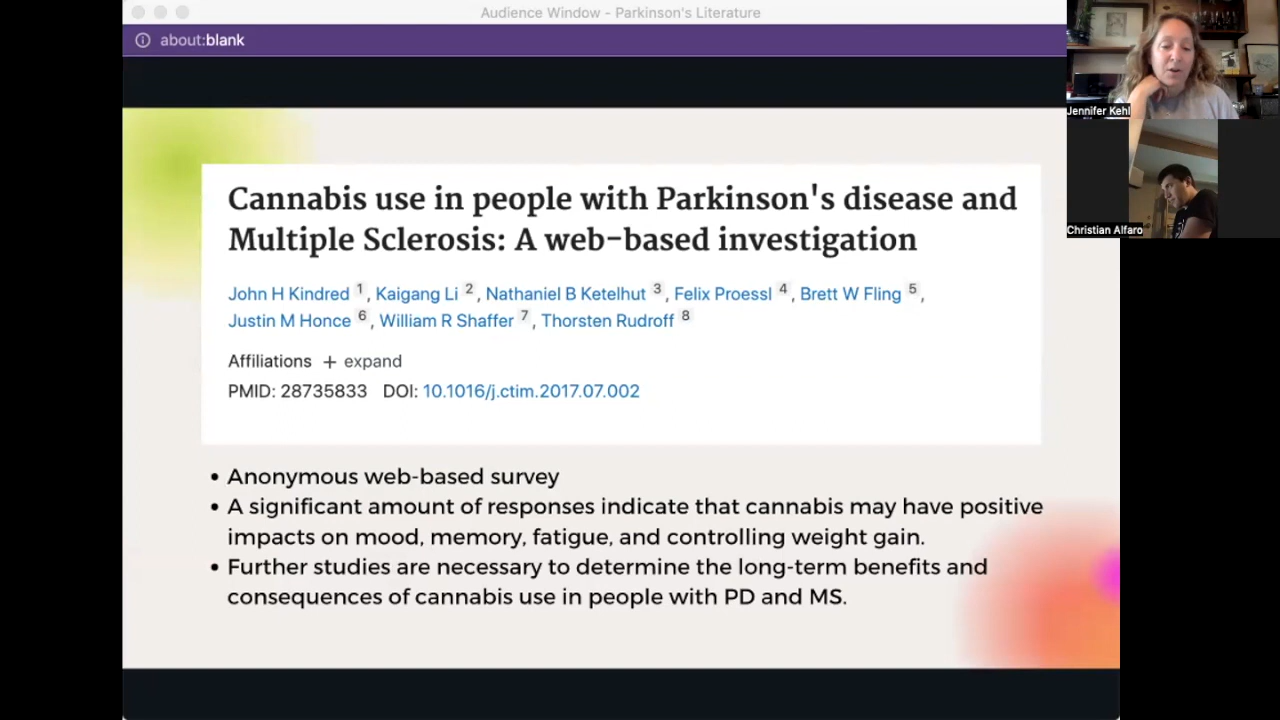 Audience Window - Parkinson's Literature
about:blank
Jennifer Kehl
Christian Alfaro
Cannabis use in people with Parkinson's disease and
Multiple Sclerosis: A web-based investigation
John H Kindred 1, Kaigang Li 2, Nathaniel B Ketelhut 3, Felix Proessl 4, Brett W Fling 5,
Justin M Honce 6, William R Shaffer 7, Thorsten Rudroff 8
Affiliations + expand
PMID: 28735833 DOI: 10.1016/j.ctim.2017.07.002
• Anonymous web-based survey
• A significant amount of responses indicate that cannabis may have positive
impacts on mood, memory, fatigue, and controlling weight gain.
• Further studies are necessary to determine the long-term benefits and
consequences of cannabis use in people with PD and MS.